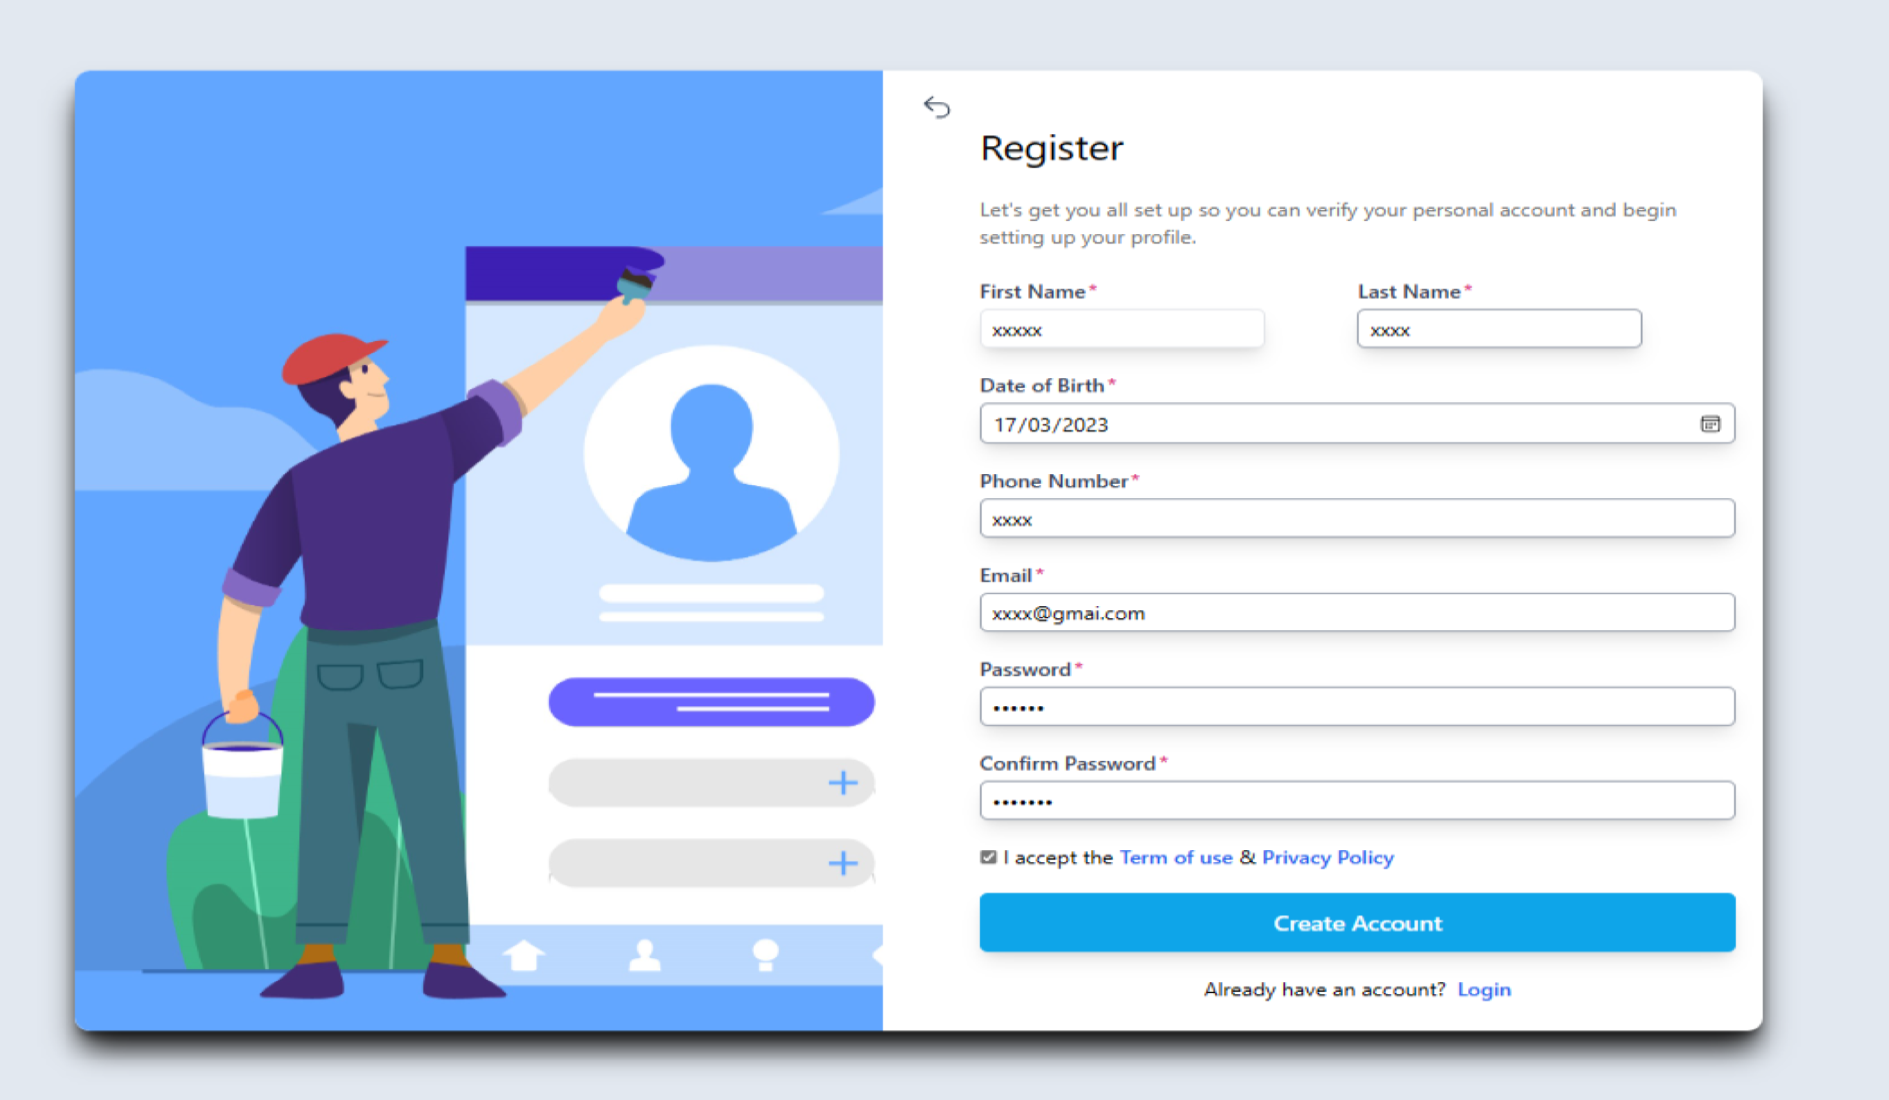 Register
Let's get you all set up so you can verify your personal account and begin
setting up your profile.
First Name*
Last Name*
xxxxx
xxxx
Date of Birth*
17/03/2023
Phone Number*
xxxx
Email*
xxxx@gmai.com
Password*
••••••
Confirm Password*
•••••••
I accept the Term of use & Privacy Policy
Create Account
Already have an account? Login